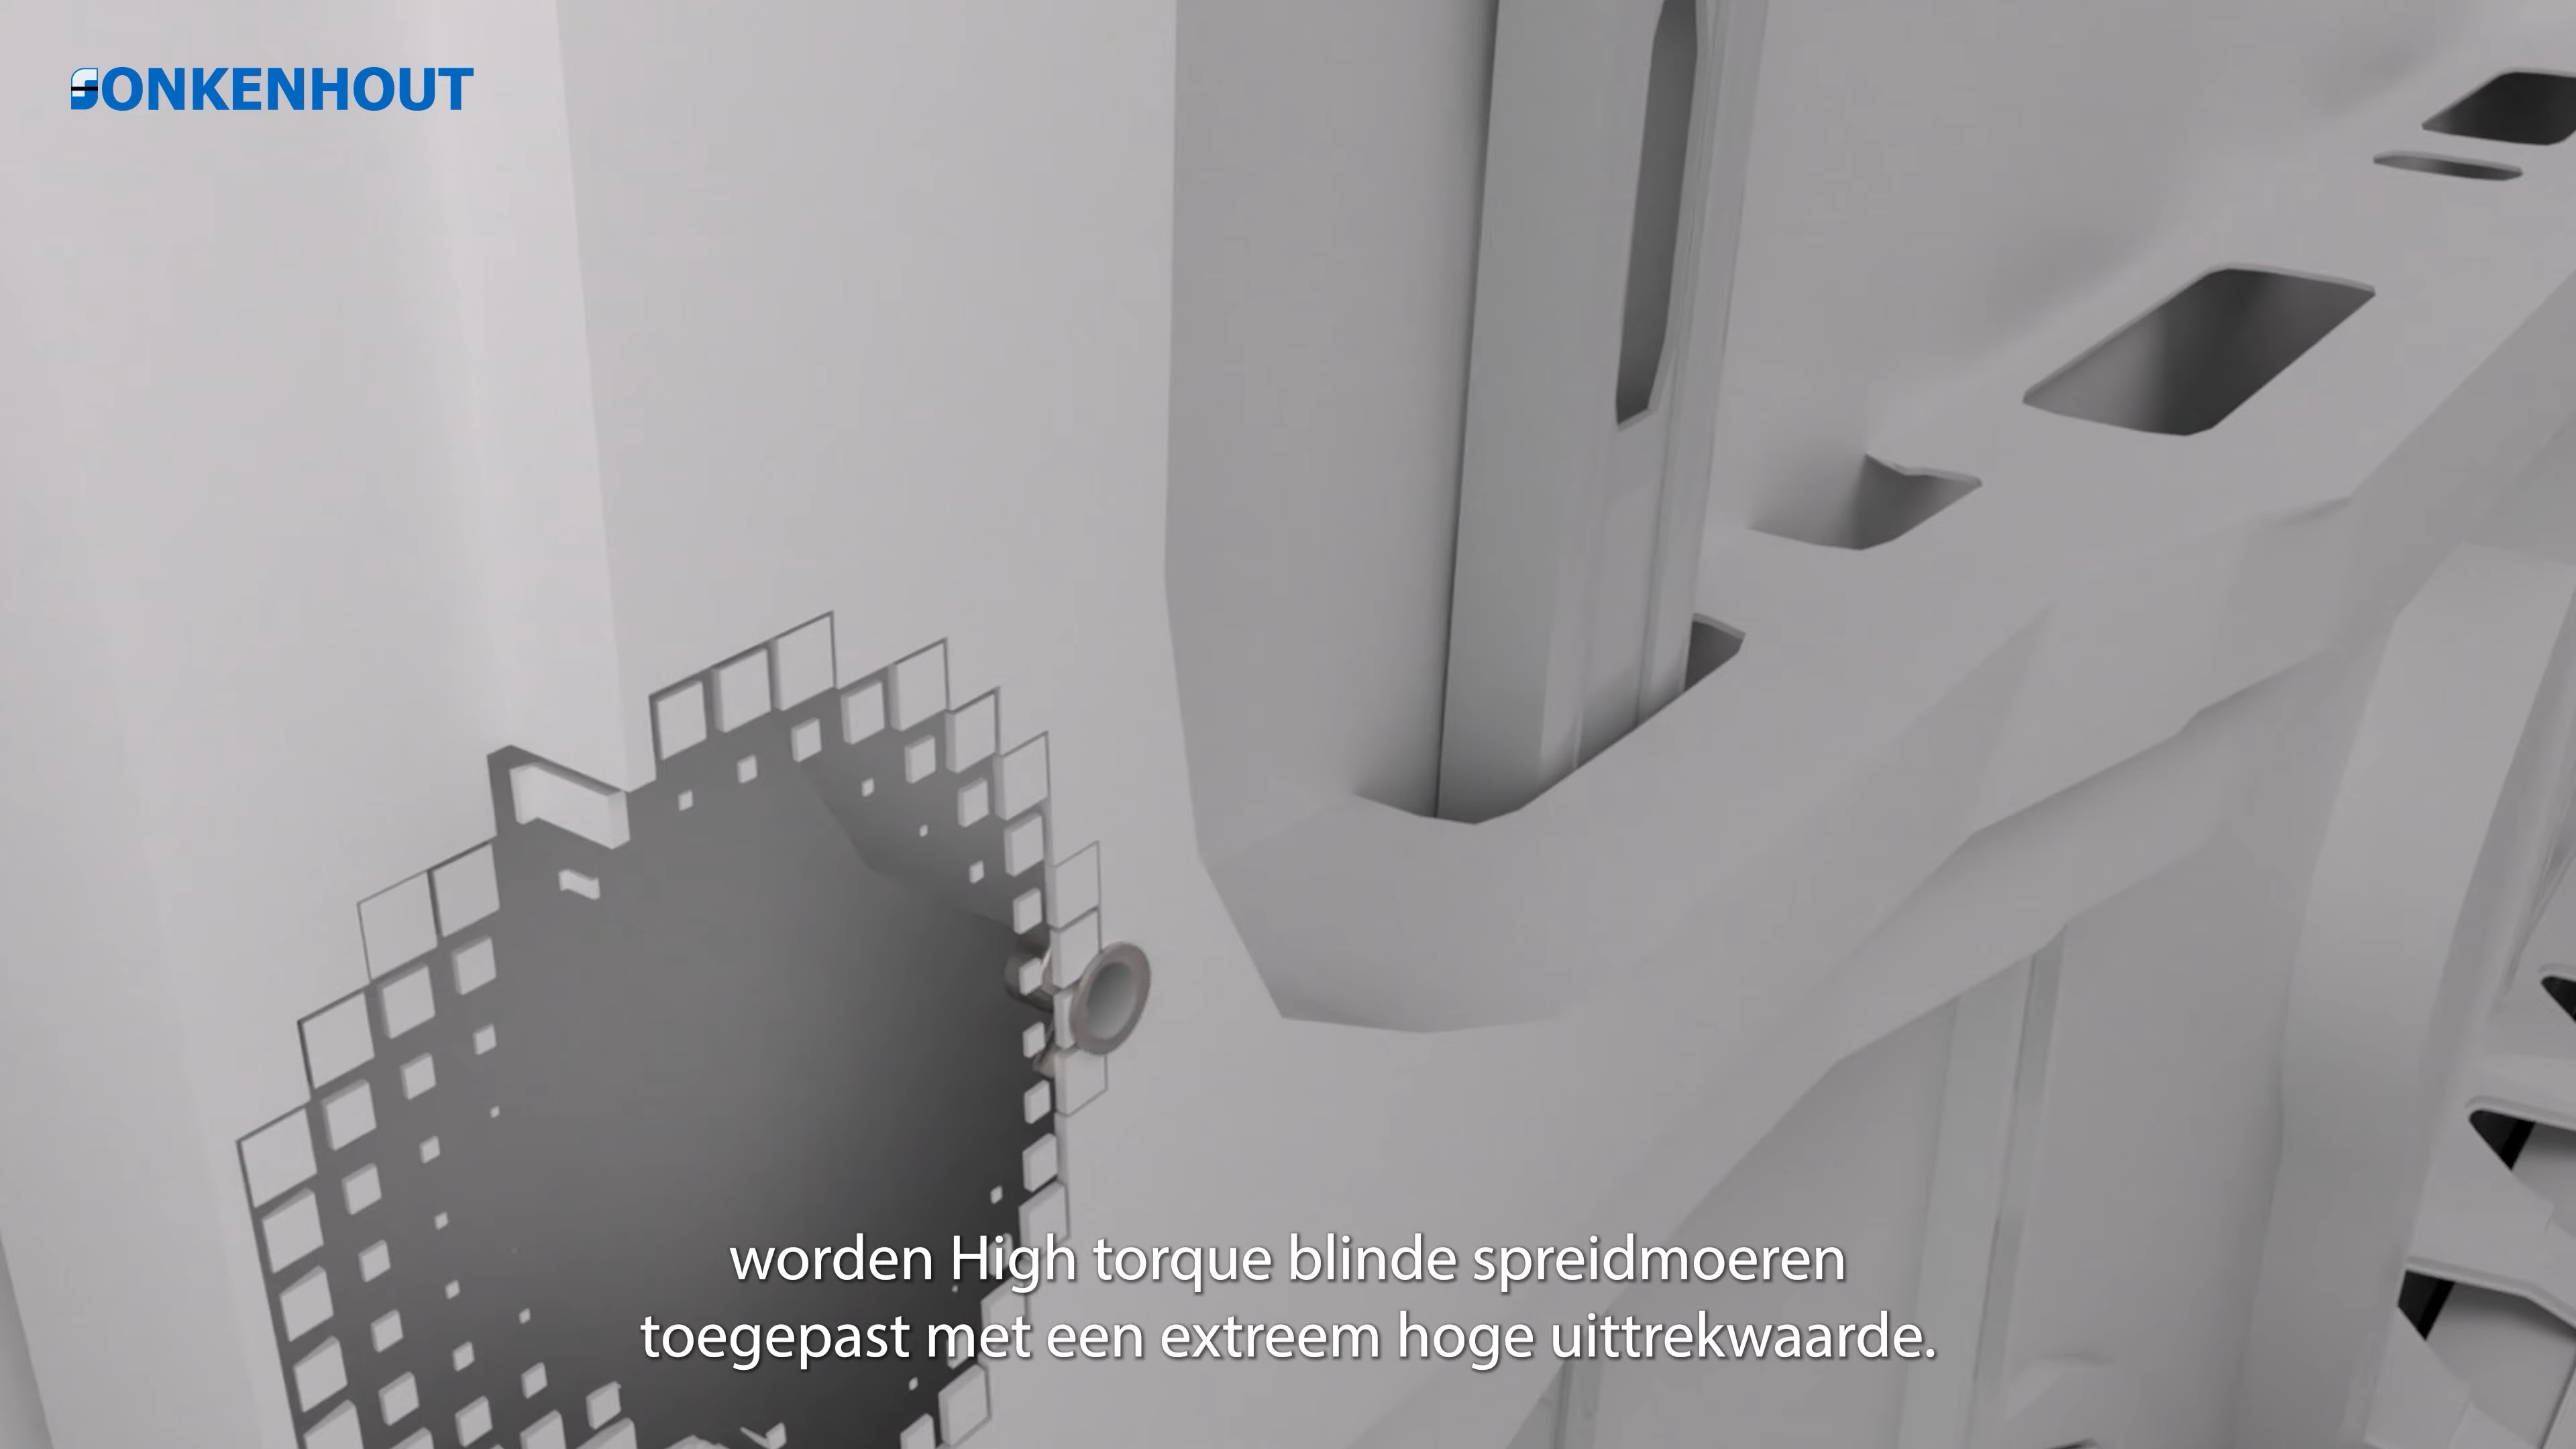 SONKENHOUT
worden High torque blinde spreidmoeren
toegepast met een extreem hoge uittrekwaarde.